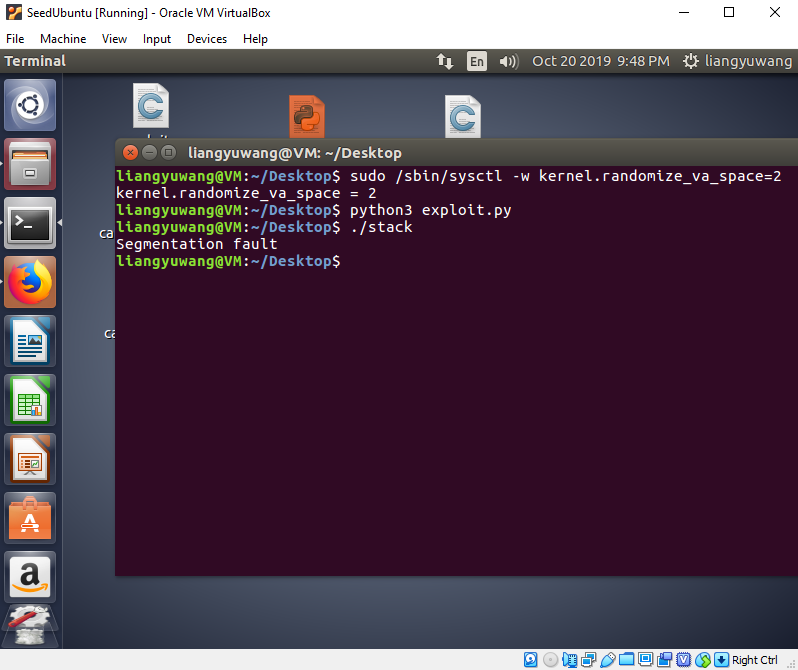 SeedUbuntu [Running] - Oracle VM VirtualBox
File Machine View Input Devices Help
Terminal En Oct 20 2019 9:48 PM liangyuwang
liangyuwang@VM: ~/Desktop
liangyuwang@VM:~/Desktop$ sudo /sbin/sysctl -w kernel.randomize_va_space=2
kernel.randomize_va_space = 2
liangyuwang@VM:~/Desktop$ python3 exploit.py
liangyuwang@VM:~/Desktop$ ./stack
Segmentation fault
liangyuwang@VM:~/Desktop$
ca
ca
Right Ctrl